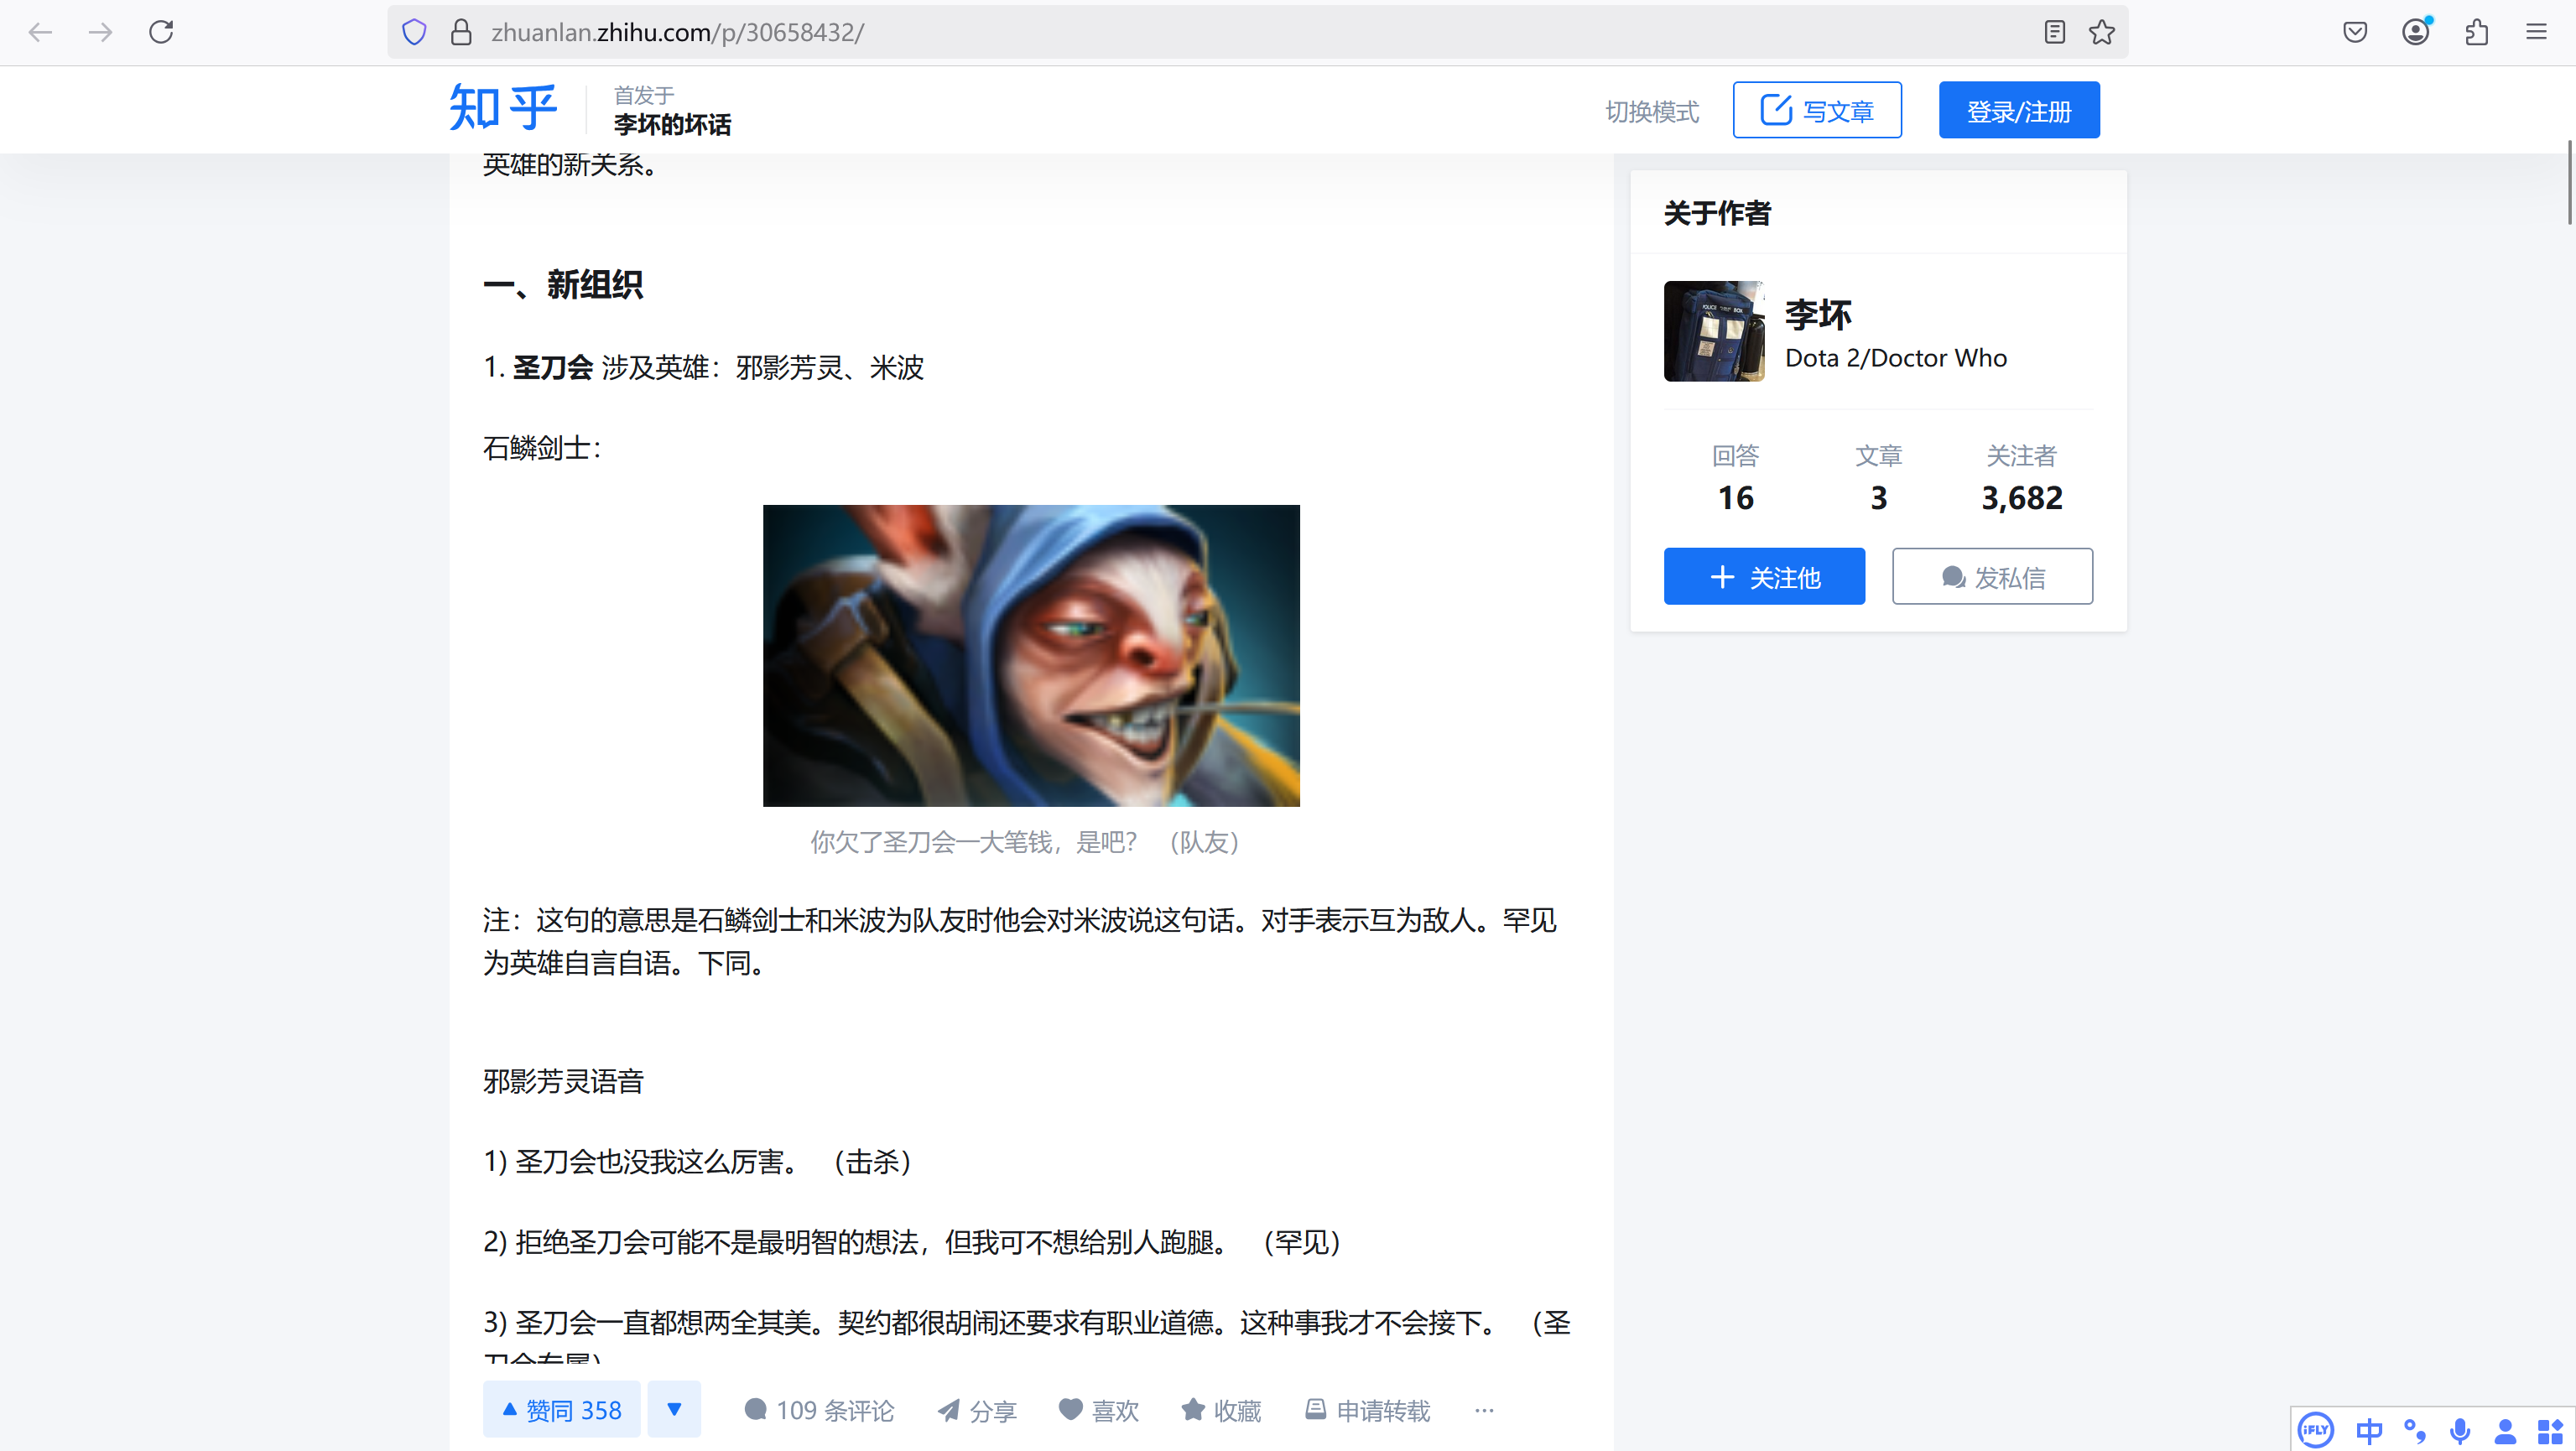 zhuanlan.zhihu.com/p/30658432/
知乎
首发于
李坏的坏话
切换模式
写文章
登录/注册
英雄的新关系。
一、新组织
1. 圣刀会 涉及英雄：邪影芳灵、米波
石鳞剑士：
你欠了圣刀会一大笔钱，是吧？ （队友）
注：这句的意思是石鳞剑士和米波为队友时他会对米波说这句话。对手表示互为敌人。罕见
为英雄自言自语。下同。
邪影芳灵语音
1) 圣刀会也没我这么厉害。 （击杀）
2) 拒绝圣刀会可能不是最明智的想法，但我可不想给别人跑腿。 （罕见）
3) 圣刀会一直都想两全其美。契约都很胡闹还要求有职业道德。这种事我才不会接下。 （圣
刀会专属）
赞同 358
109 条评论
分享
喜欢
收藏
申请转载
关于作者
POLICE BOX
李坏
Dota 2/Doctor Who
回答
16
文章
3
关注者
3,682
关注他
发私信
iFLY
中